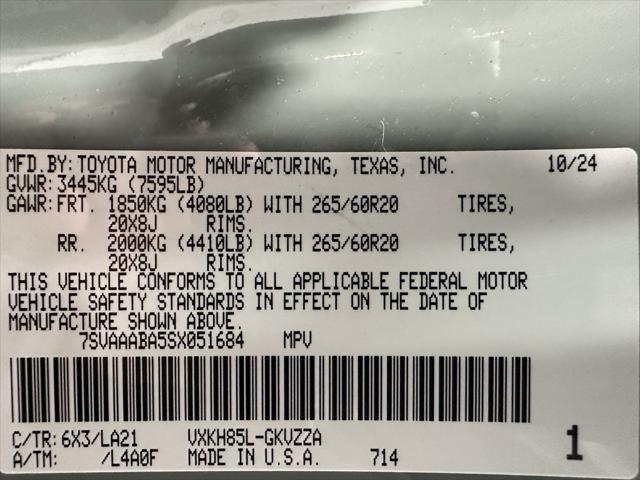 MFD.BY:TOYOTA MOTOR MANUFACTURING, TEXAS, INC. 10/24
GVWR:3445KG (7595LB)
GAWR:FRT. 1850KG (4080LB) WITH 265/60R20 TIRES,
20X8J RIMS.
RR. 2000KG (4410LB) WITH 265/60R20 TIRES,
20X8J RIMS.
THIS VEHICLE CONFORMS TO ALL APPLICABLE FEDERAL MOTOR
VEHICLE SAFETY STANDARDS IN EFFECT ON THE DATE OF
MANUFACTURE SHOWN ABOVE.
7SVAAABA5SX051684 MPV
C/TR:6X3/LA21 VXKH85L-GKVZZA
A/TM: /L4A0F MADE IN U.S.A. 714 1